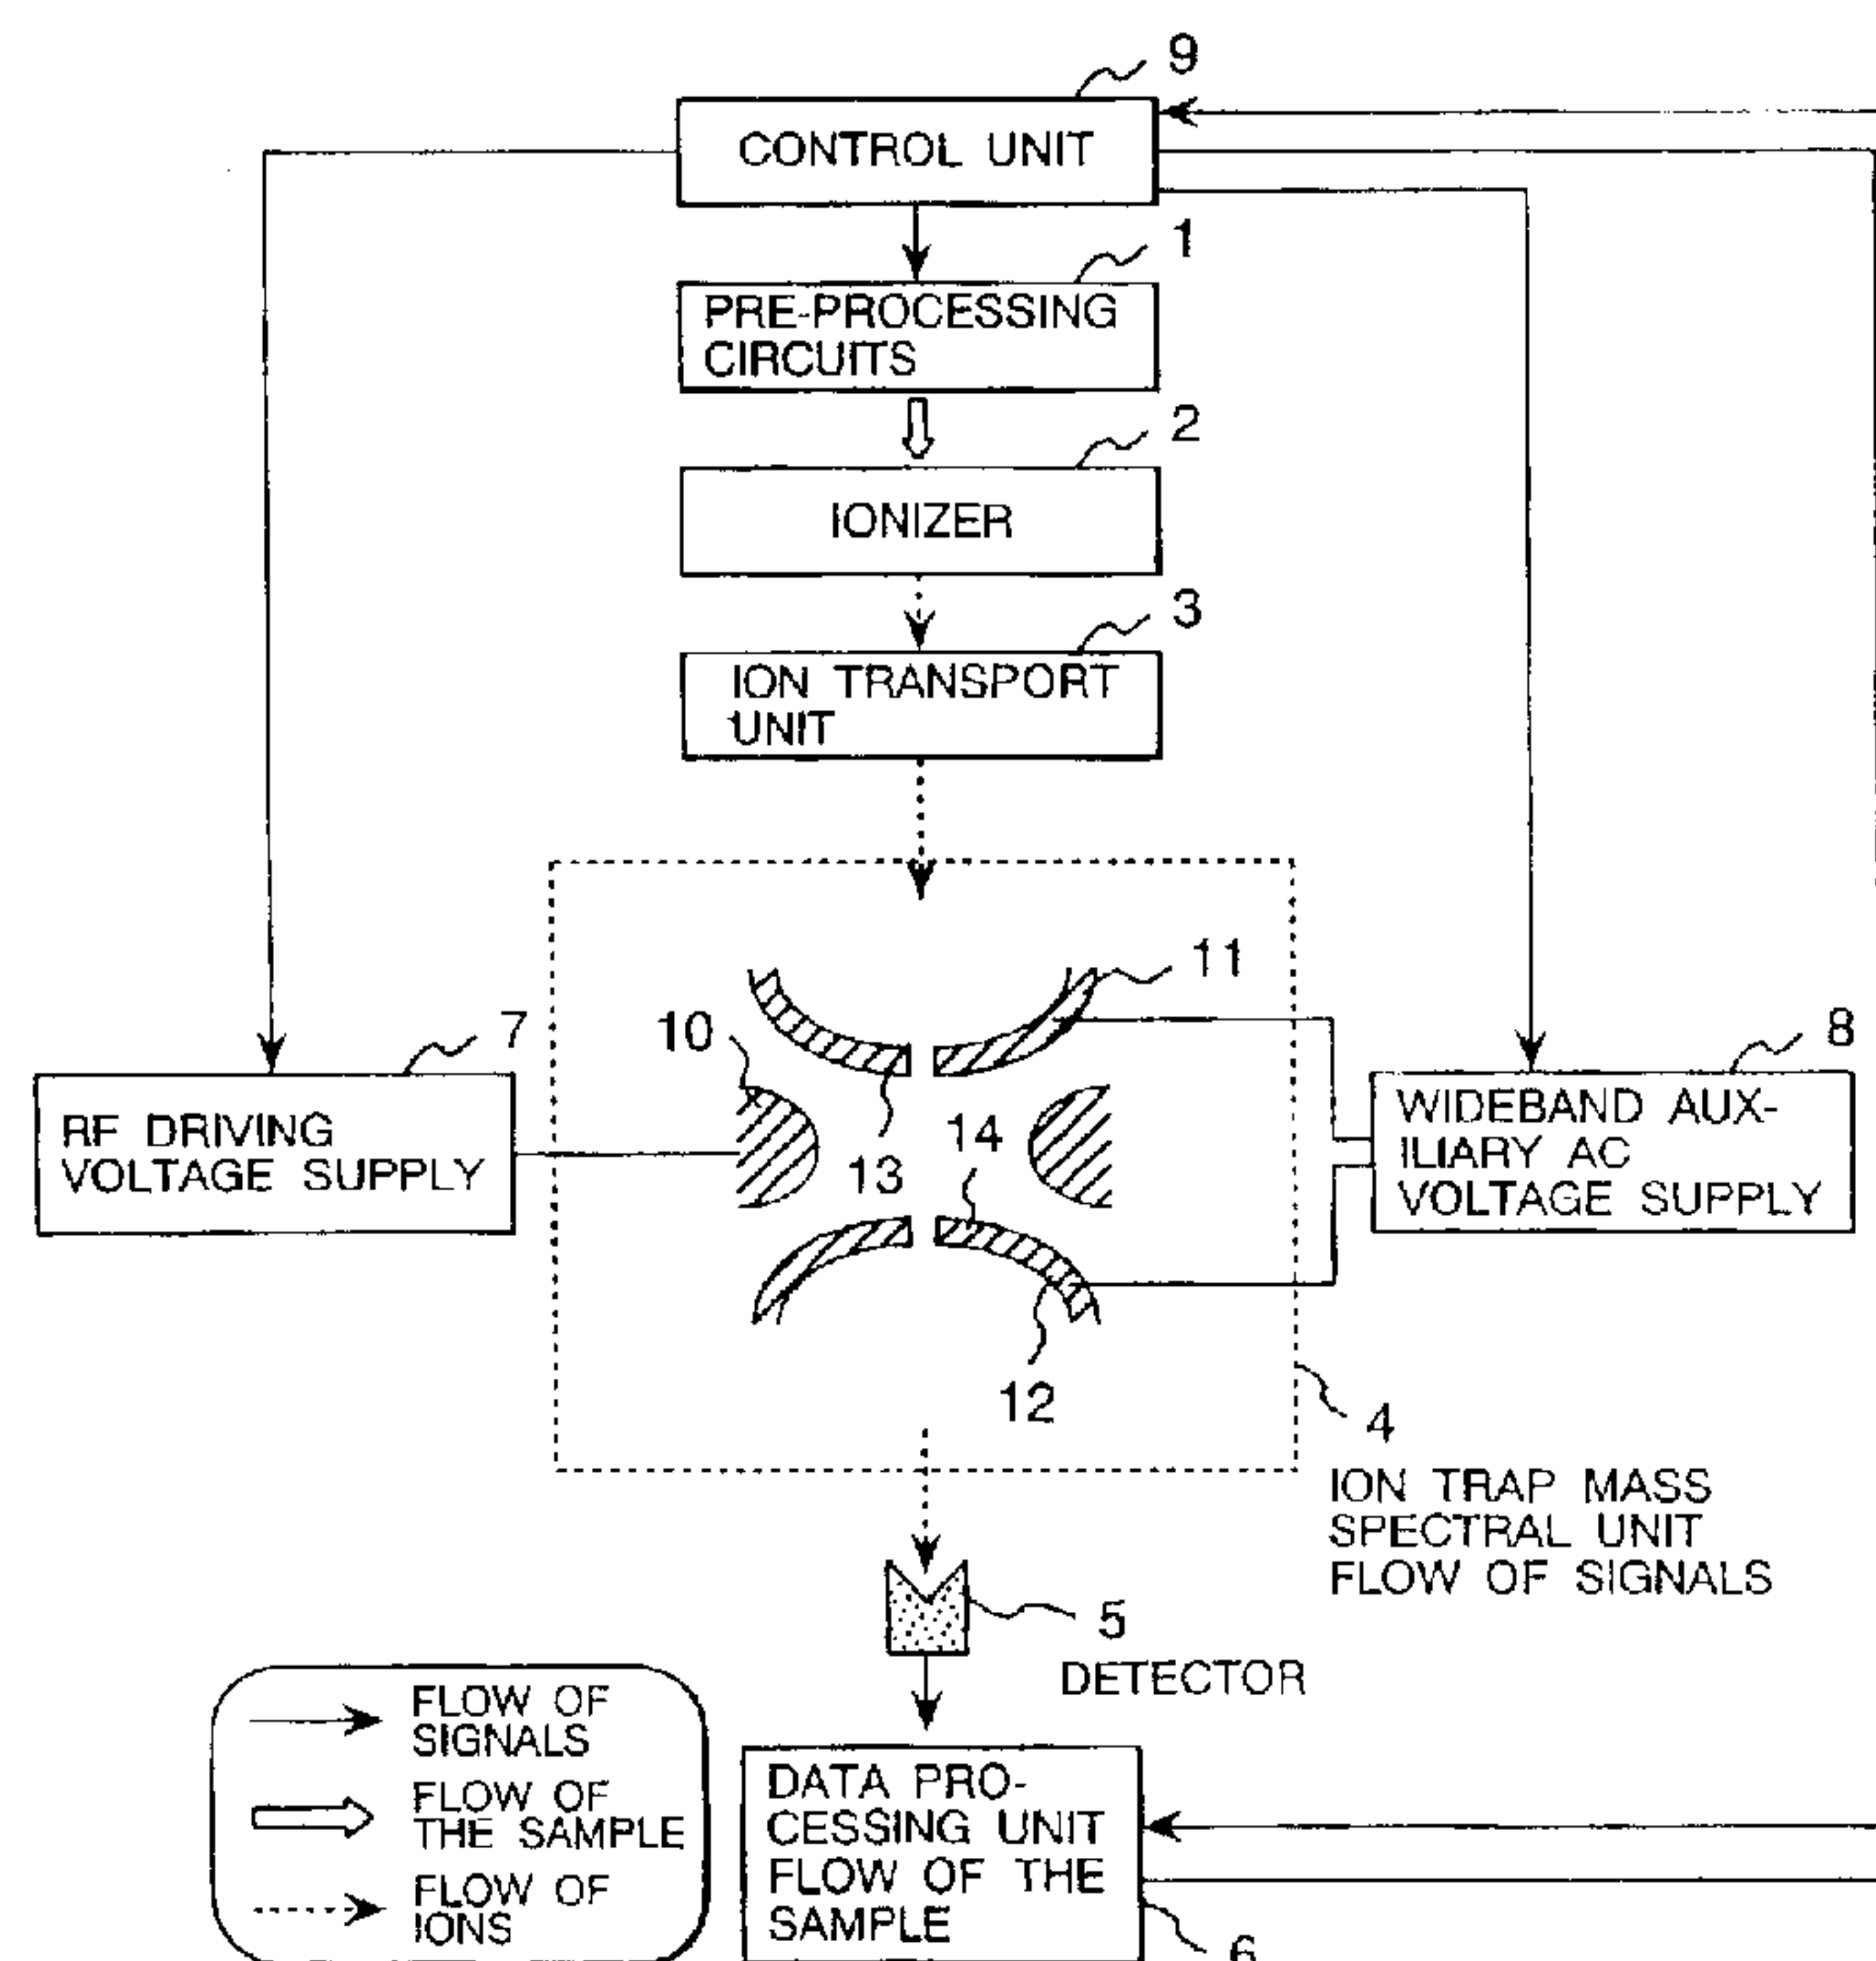 9
CONTROL UNIT
1
PRE-PROCESSING
CIRCUITS
2
IONIZER
3
ION TRANSPORT
UNIT
11
10
7
8
RF DRIVING
VOLTAGE SUPPLY
13
14
WIDEBAND AUX-
ILIARY AC
VOLTAGE SUPPLY
12
4
ION TRAP MASS
SPECTRAL UNIT
FLOW OF SIGNALS
5
DETECTOR
FLOW OF
SIGNALS
FLOW OF
THE SAMPLE
FLOW OF
IONS
DATA PRO-
CESSING UNIT
FLOW OF THE
SAMPLE
6